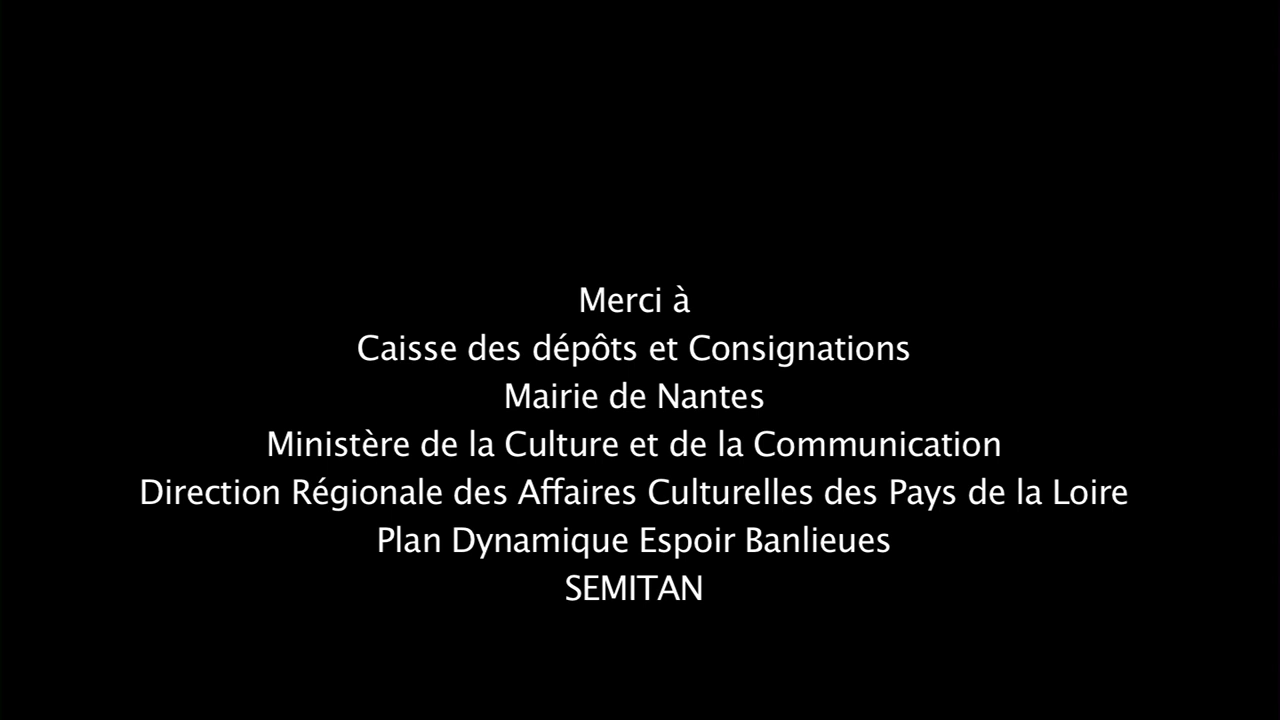 Merci à
Caisse des dépôts et Consignations
Mairie de Nantes
Ministère de la Culture et de la Communication
Direction Régionale des Affaires Culturelles des Pays de la Loire
Plan Dynamique Espoir Banlieues
SEMITAN